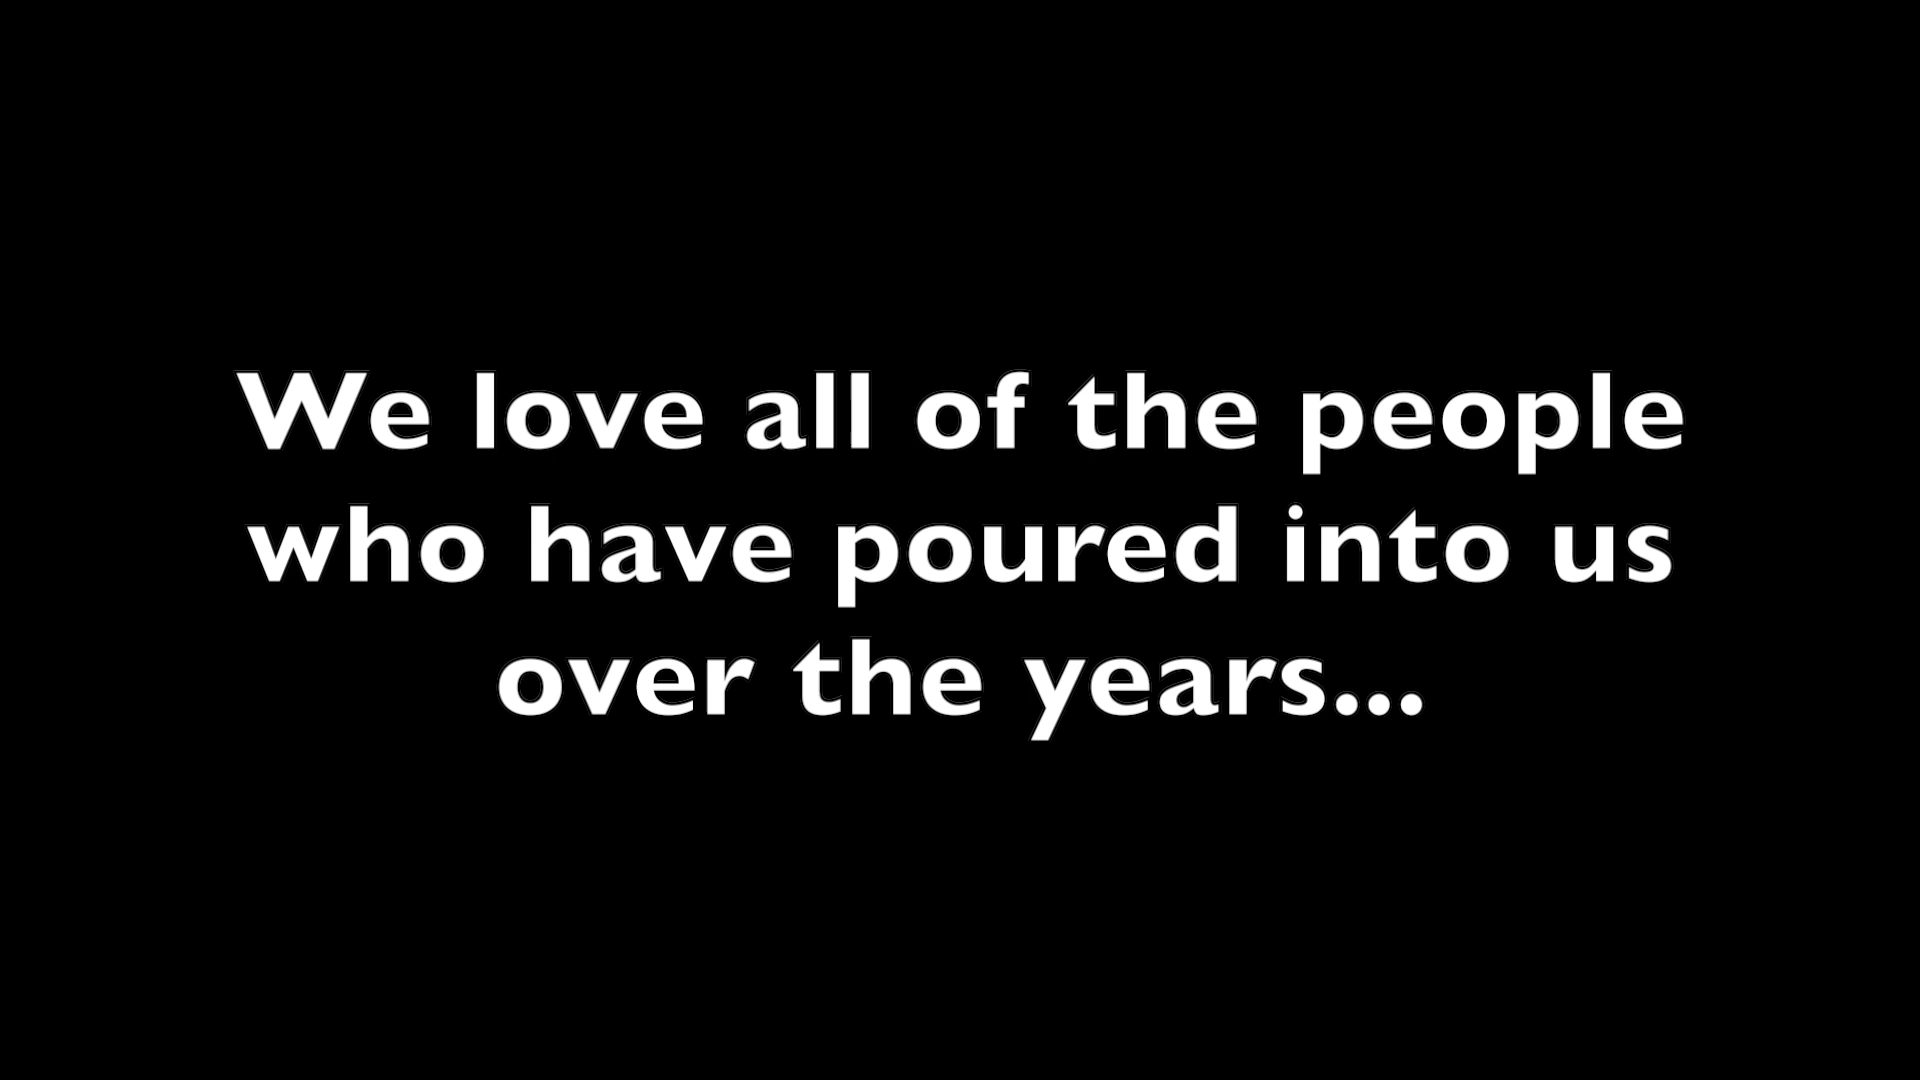 We love all of the people
who have poured into us
over the years...